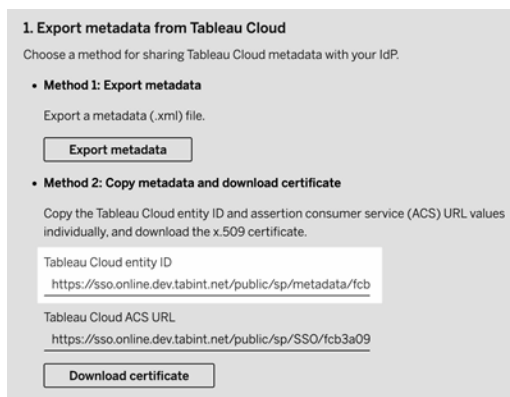 1. Export metadata from Tableau Cloud
Choose a method for sharing Tableau Cloud metadata with your IdP.
• Method 1: Export metadata
Export a metadata (.xml) file.
Export metadata
• Method 2: Copy metadata and download certificate
Copy the Tableau Cloud entity ID and assertion consumer service (ACS) URL values
individually, and download the x.509 certificate.
Tableau Cloud entity ID
https://sso.online.dev.tabint.net/public/sp/metadata/fcb
Tableau Cloud ACS URL
https://sso.online.dev.tabint.net/public/sp/SSO/fcb3a09
Download certificate